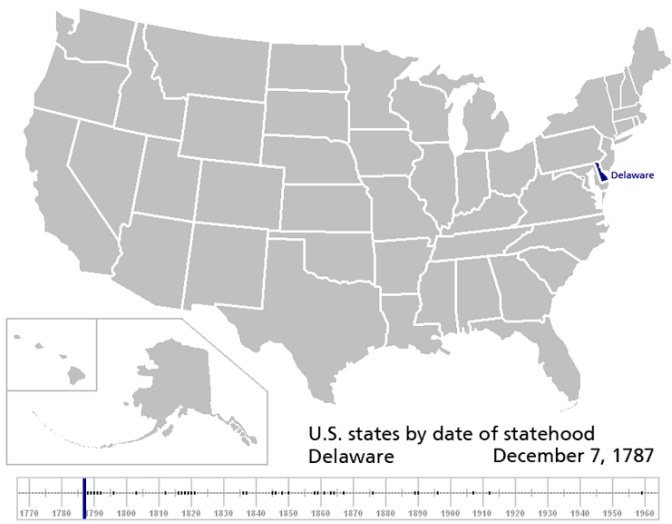 Delaware
U.S. states by date of statehood
Delaware December 7, 1787
1770 1780 1790 1800 1810 1820 1830 1840 1850 1860 1870 1880 1890 1900 1910 1920 1930 1940 1950 1960